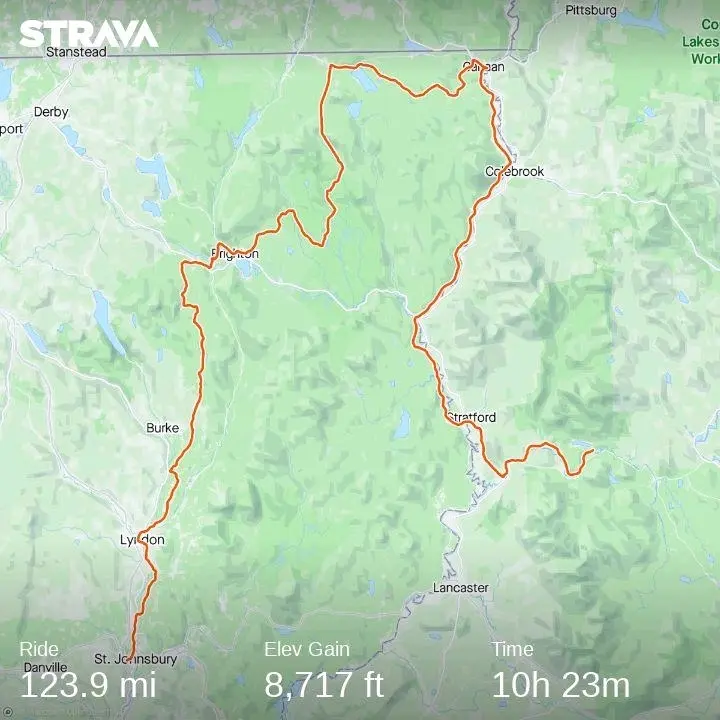 STRAVA
Pittsburg
Co
Lakes
Work
Stanstead
Canaan
Derby
port
Colebrook
Brighton
Stratford
Burke
Lyndon
Lancaster
St. Johnsbury
Danville
Ride
Elev Gain
Time
123.9 mi
8,717 ft
10h 23m